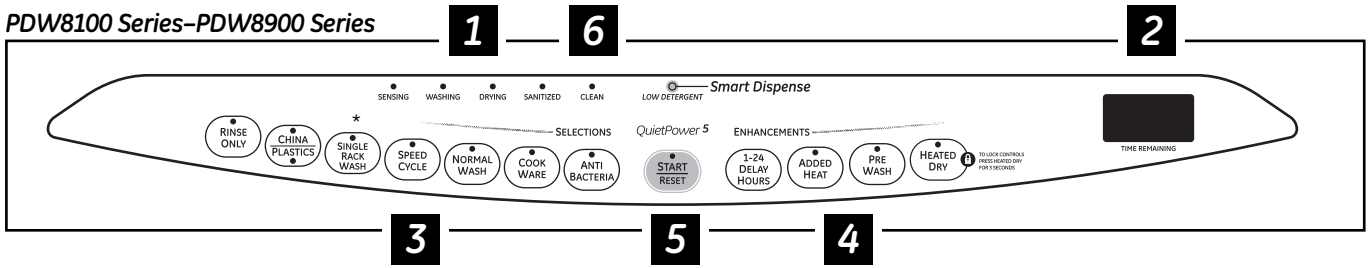 PDW8100 Series–PDW8900 Series
1
6
2
SENSING
WASHING
DRYING
SANITIZED
CLEAN
LOW DETERGENT
Smart Dispense
RINSE
ONLY
CHINA
PLASTICS
*
SINGLE
RACK
WASH
SPEED
CYCLE
NORMAL
WASH
COOK
WARE
ANTI
BACTERIA
SELECTIONS
QuietPower 5
START
RESET
ENHANCEMENTS
1-24
DELAY
HOURS
ADDED
HEAT
PRE
WASH
HEATED
DRY
TO LOCK CONTROLS
PRESS HEATED DRY
FOR 3 SECONDS
TIME REMAINING
3
5
4